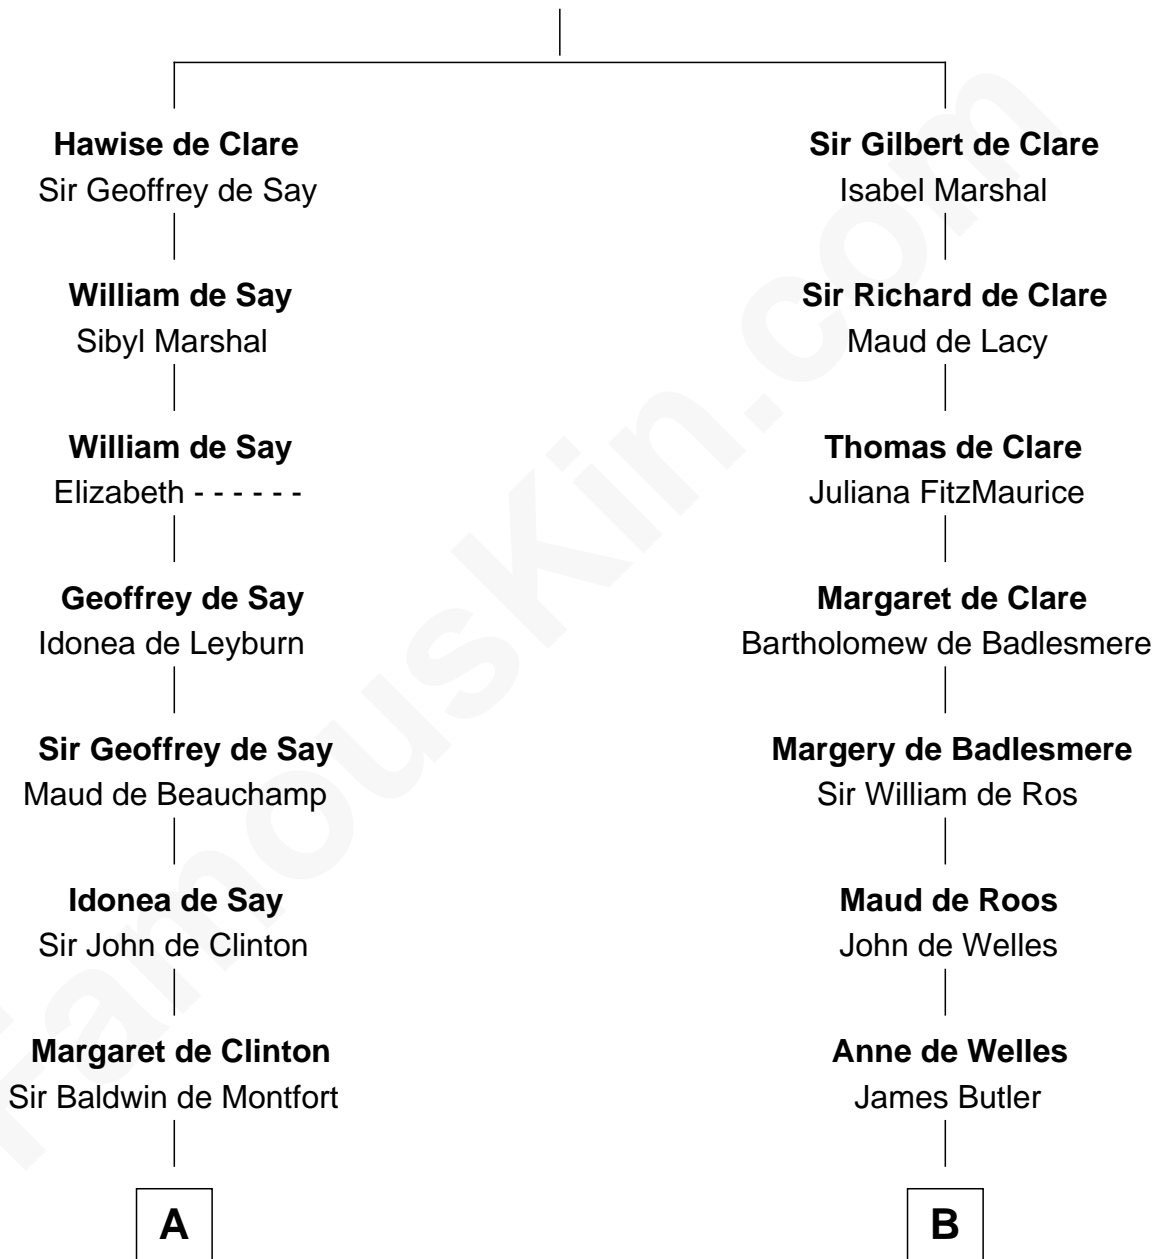 Hawise de Clare
Sir Geoffrey de Say
Sir Gilbert de Clare
Isabel Marshal
William de Say
Sibyl Marshal
Sir Richard de Clare
Maud de Lacy
William de Say
Elizabeth - - - - - -
Thomas de Clare
Juliana FitzMaurice
Geoffrey de Say
Idonea de Leyburn
Margaret de Clare
Bartholomew de Badlesmere
Sir Geoffrey de Say
Maud de Beauchamp
Margery de Badlesmere
Sir William de Ros
Idonea de Say
Sir John de Clinton
Maud de Roos
John de Welles
Margaret de Clinton
Sir Baldwin de Montfort
Anne de Welles
James Butler
A
B
FamousKin.com